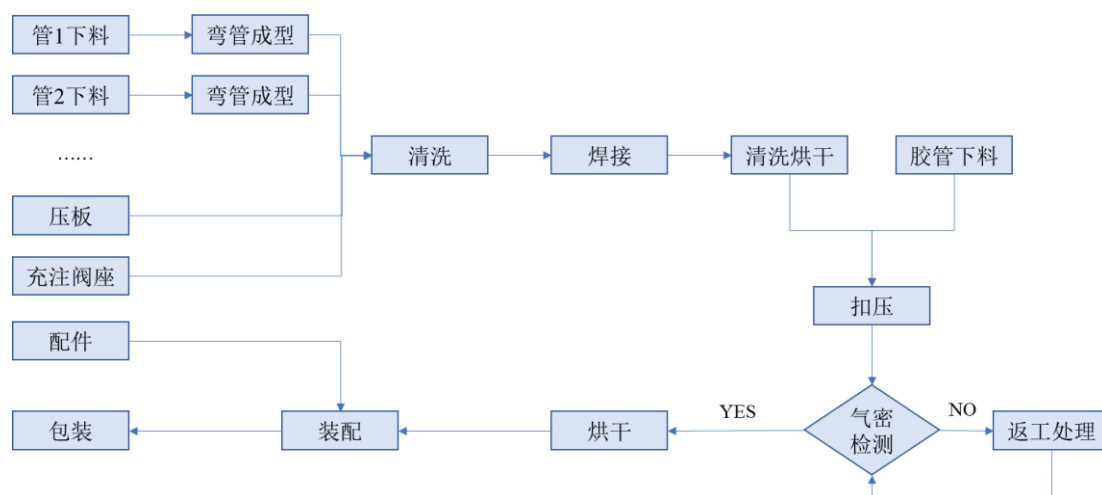 管1下料
弯管成型
管2下料
弯管成型
……
清洗
焊接
清洗烘干
胶管下料
压板
充注阀座
扣压
配件
YES
NO
包装
装配
烘干
气密
检测
返工处理